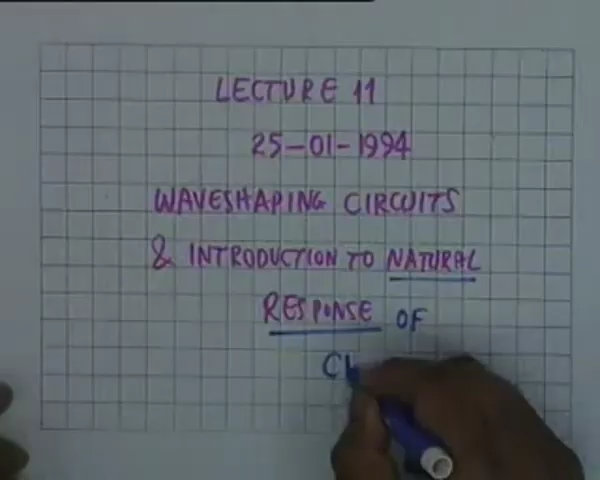 LECTURE 11
25-01-1994
WAVESHAPING CIRCUITS
& INTRODUCTION TO NATURAL
RESPONSE OF